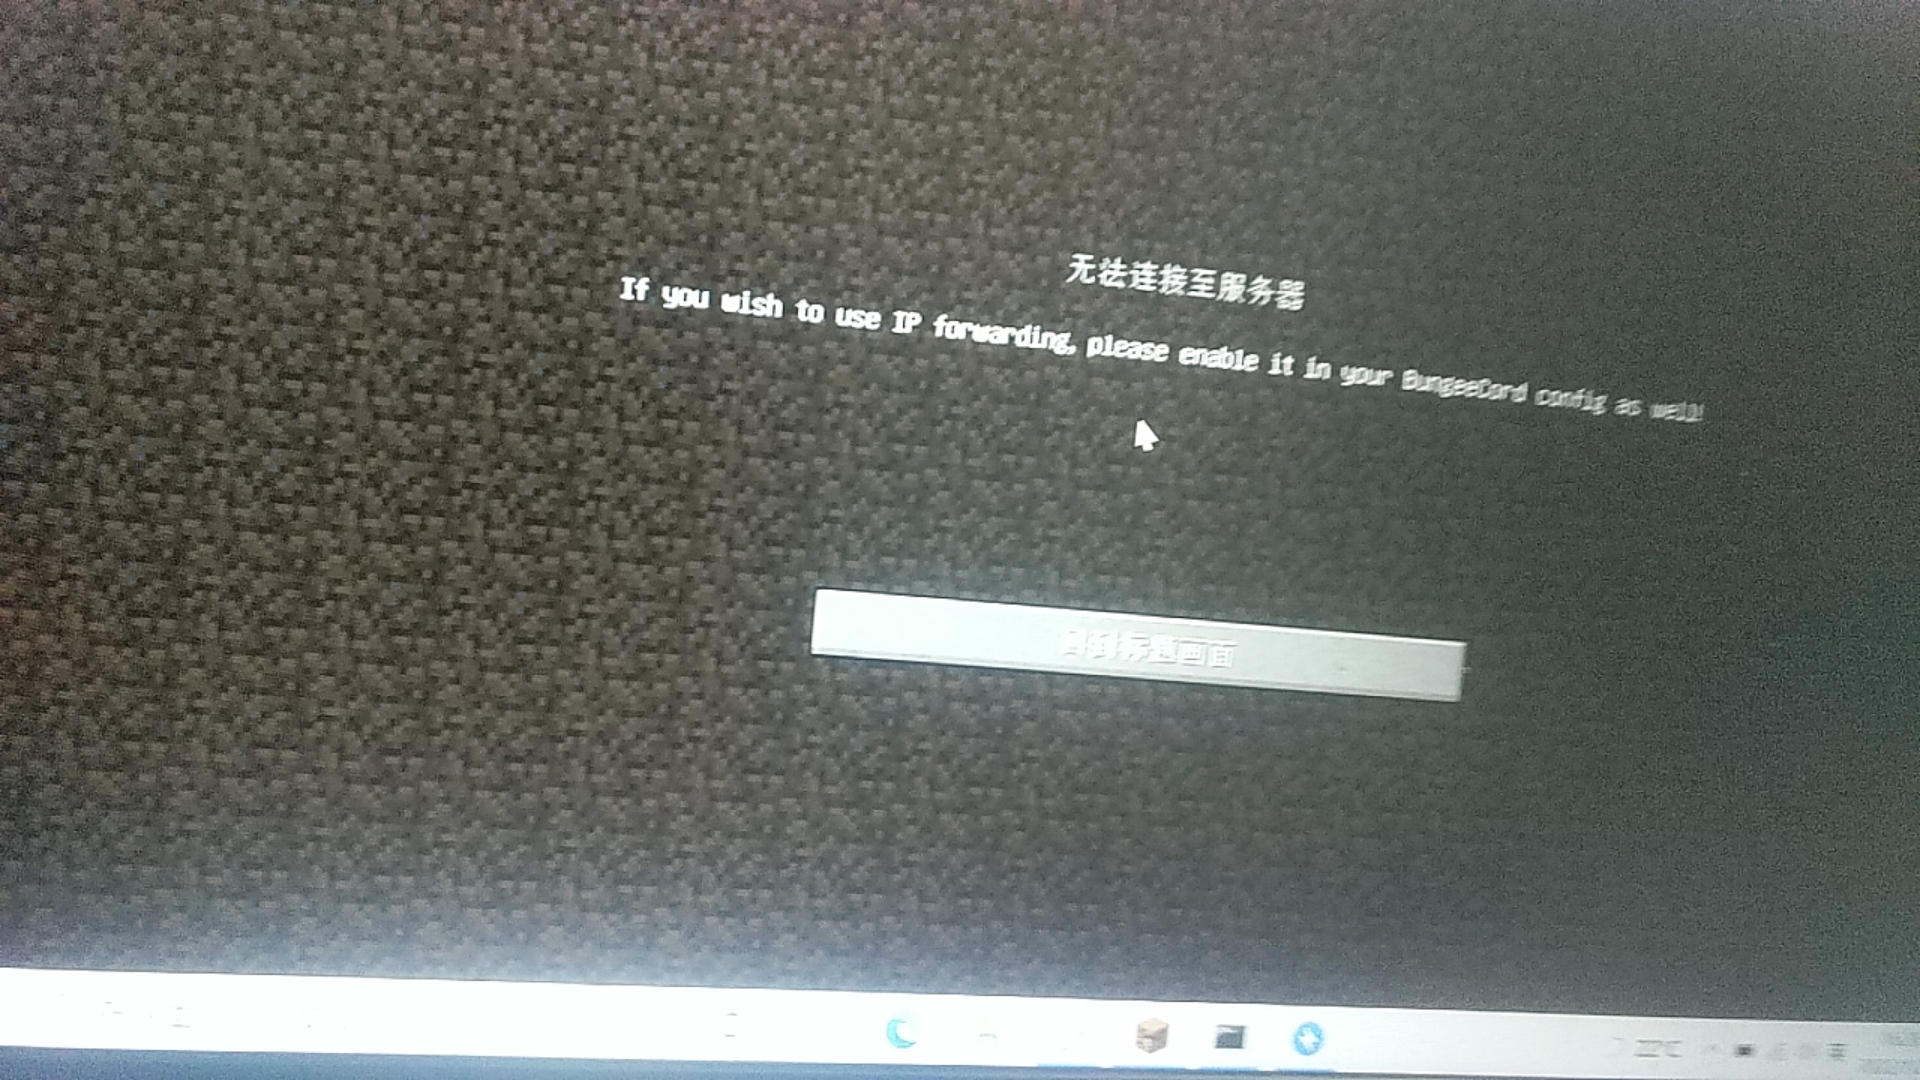 无法连接至服务器
If you wish to use IP forwarding, please enable it in your BungeeCord config as well!
回到标题画面
22°C
英